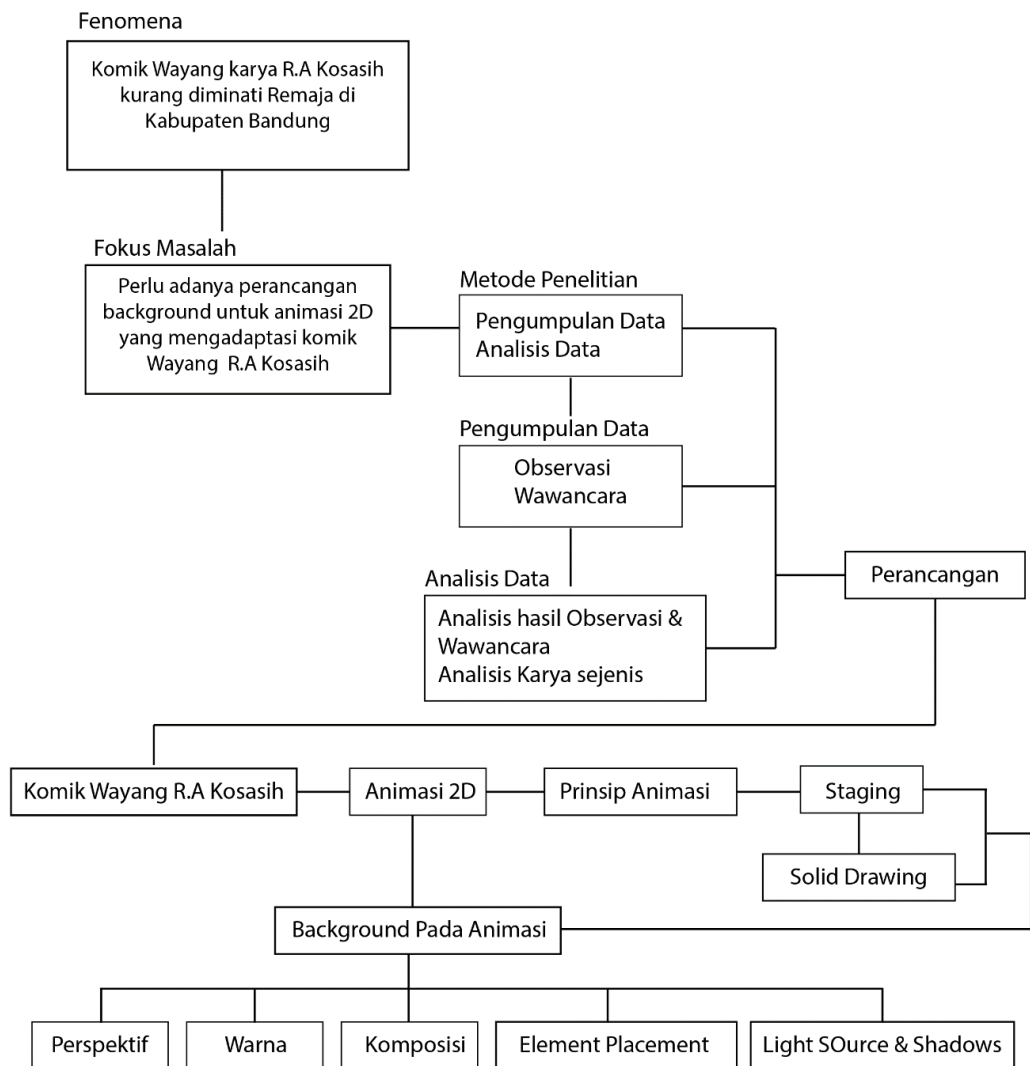 Fenomena
Komik Wayang karya R.A Kosasih
kurang diminati Remaja di
Kabupaten Bandung
Fokus Masalah
Perlu adanya perancangan
background untuk animasi 2D
yang mengadaptasi komik
Wayang R.A Kosasih
Metode Penelitian
Pengumpulan Data
Analisis Data
Pengumpulan Data
Observasi
Wawancara
Analisis Data
Analisis hasil Observasi &
Wawancara
Analisis Karya sejenis
Perancangan
Komik Wayang R.A Kosasih
Animasi 2D
Prinsip Animasi
Staging
Solid Drawing
Background Pada Animasi
Perspektif
Warna
Komposisi
Element Placement
Light SOurce & Shadows